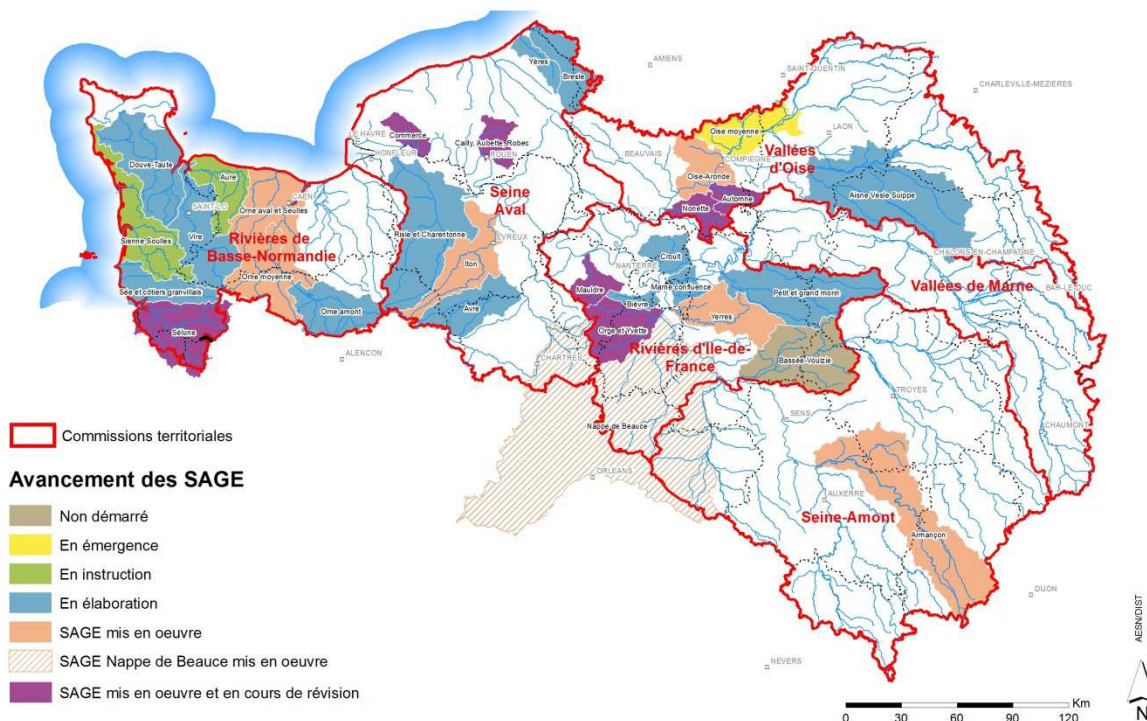 AMIENS
SAINT-QUENTIN
CHARLEVILLE-MEZIERES
Yères
Bresle
LE HAVRE
HONFLEUR
Commerce
Cailly, Aubette, Robec
ROUEN
BEAUVAIS
Oise moyenne
LAON
COMPIEGNE
Vallées
d'Oise
Oise-Aronde
Nonette
Automne
Aisne Vesle Suippe
Douve-Taute
Aure
SAINT-LO
CAEN
Orne aval et Seulles
Vire
Sienne Soulles
Rivières de
Basse-Normandie
Orne moyenne
Sée et côtiers granvillais
Orne amont
Sélune
Seine
Aval
Risle et Charentonne
EVREUX
Iton
Avre
ALENCON
NANTERRE
Croult
Mauldre
Bièvre
Marne confluence
Petit et grand morin
CHALONS-EN-CHAMPAGNE
Vallées de Marne
BAR-LE-DUC
Orge et Yvette
Yerres
Rivières d'Ile-de-
France
Bassée-Voulzie
CHARTRES
TROYES
Nappe de Beauce
SENS
CHAUMONT
ORLEANS
AUXERRE
Seine-Amont
Armançon
DIJON
NEVERS
Commissions territoriales
Avancement des SAGE
Non démarré
En émergence
En instruction
En élaboration
SAGE mis en oeuvre
SAGE Nappe de Beauce mis en oeuvre
SAGE mis en oeuvre et en cours de révision
AESN/DIST
Km
0 30 60 90 120
N